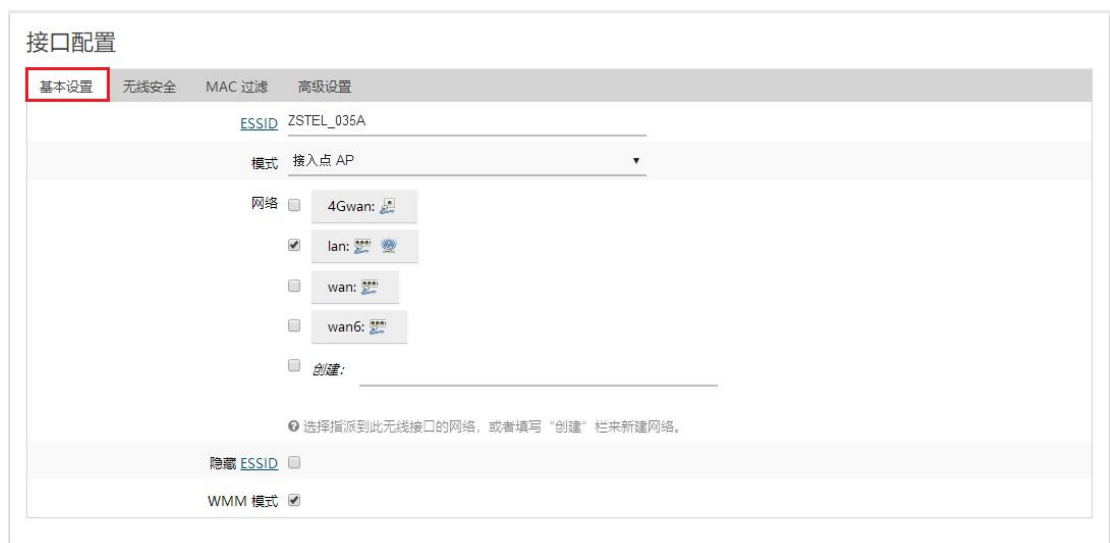 接口配置
基本设置 无线安全 MAC 过滤 高级设置
ESSID ZSTEL_035A
模式 接入点 AP
网络 4Gwan:
lan:
wan:
wan6:
创建:
选择指派到此无线接口的网络，或者填写“创建”栏来新建网络。
隐藏 ESSID
WMM 模式